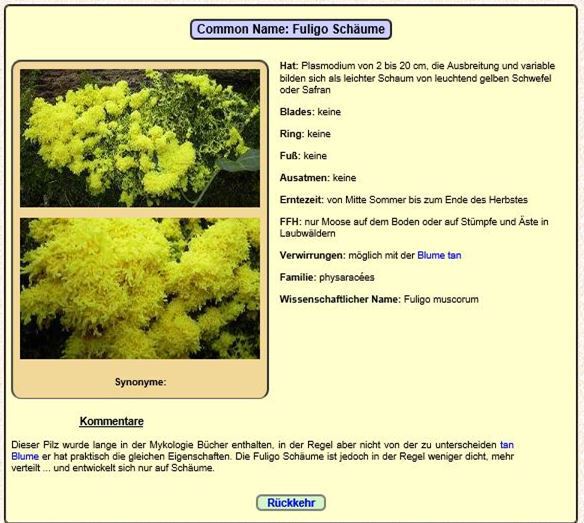 Common Name: Fuligo Schäume
Hat: Plasmodium von 2 bis 20 cm, die Ausbreitung und variable
bilden sich als leichter Schaum von leuchtend gelben Schwefel
oder Safran
Blades: keine
Ring: keine
Fuß: keine
Ausatmen: keine
Erntezeit: von Mitte Sommer bis zum Ende des Herbstes
FFH: nur Moose auf dem Boden oder auf Stümpfe und Äste in
Laubwäldern
Verwirrungen: möglich mit der Blume tan
Familie: physaracées
Wissenschaftlicher Name: Fuligo muscorum
Synonyme:
Kommentare
Dieser Pilz wurde lange in der Mykologie Bücher enthalten, in der Regel aber nicht von der zu unterscheiden tan
Blume er hat praktisch die gleichen Eigenschaften. Die Fuligo Schäume ist jedoch in der Regel weniger dicht, mehr
verteilt ... und entwickelt sich nur auf Schäume.
Rückkehr